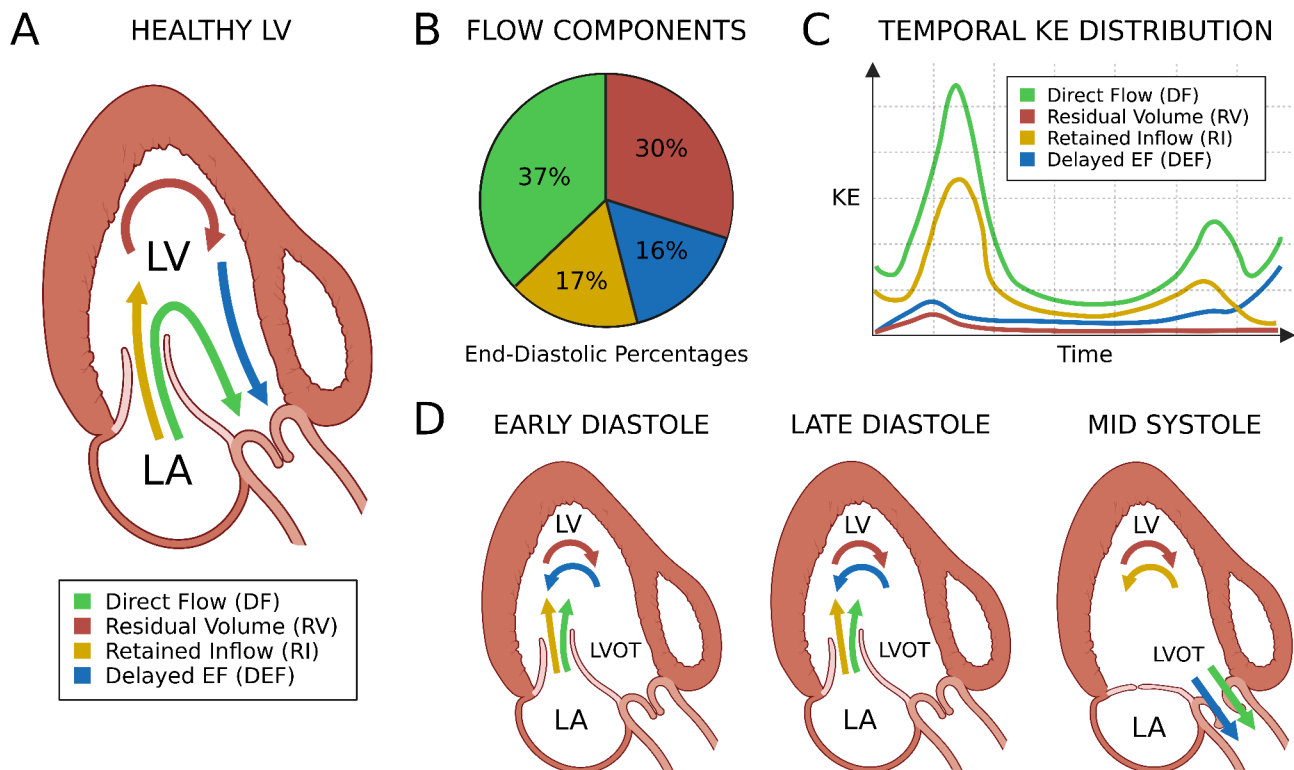 A
HEALTHY LV
LV
LA
Direct Flow (DF)
Residual Volume (RV)
Retained Inflow (RI)
Delayed EF (DEF)
B
FLOW COMPONENTS
37%
30%
17%
16%
End-Diastolic Percentages
C
TEMPORAL KE DISTRIBUTION
Direct Flow (DF)
Residual Volume (RV)
Retained Inflow (RI)
Delayed EF (DEF)
KE
Time
D
EARLY DIASTOLE
LV
LVOT
LA
LATE DIASTOLE
LV
LVOT
LA
MID SYSTOLE
LV
LVOT
LA